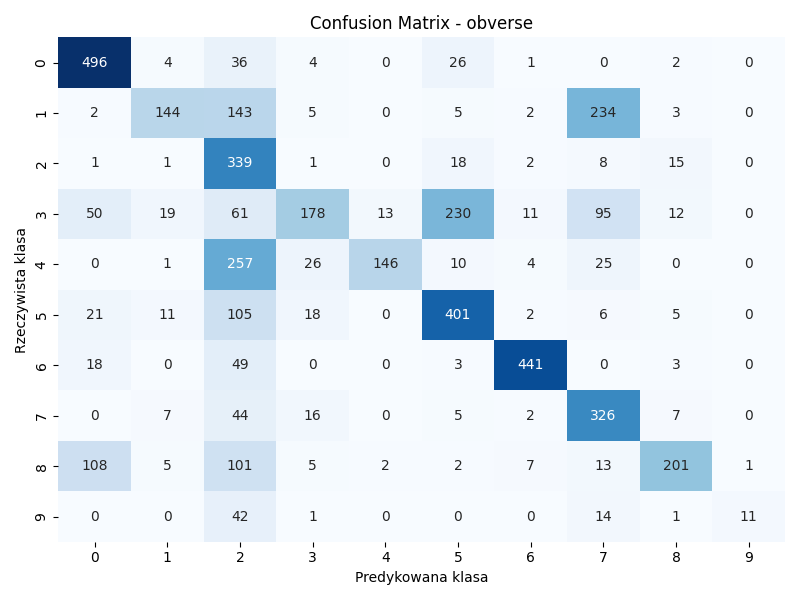 Confusion Matrix - obverse
Rzeczywista klasa
0 496 4 36 4 0 26 1 0 2 0
1 2 144 143 5 0 5 2 234 3 0
2 1 1 339 1 0 18 2 8 15 0
3 50 19 61 178 13 230 11 95 12 0
4 0 1 257 26 146 10 4 25 0 0
5 21 11 105 18 0 401 2 6 5 0
6 18 0 49 0 0 3 441 0 3 0
7 0 7 44 16 0 5 2 326 7 0
8 108 5 101 5 2 2 7 13 201 1
9 0 0 42 1 0 0 0 14 1 11
0 1 2 3 4 5 6 7 8 9
Predykowana klasa